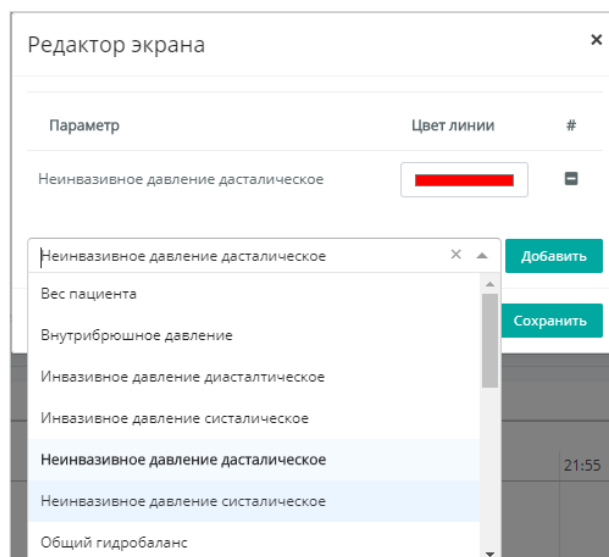 Редактор экрана ×
Параметр Цвет линии #
Неинвазивное давление дасталическое
Неинвазивное давление дасталическое × Добавить
Вес пациента
Внутрибрюшное давление
Сохранить
Инвазивное давление диасталтическое
Инвазивное давление систалическое
Неинвазивное давление дасталическое
21:55
Неинвазивное давление систалическое
Общий гидробаланс